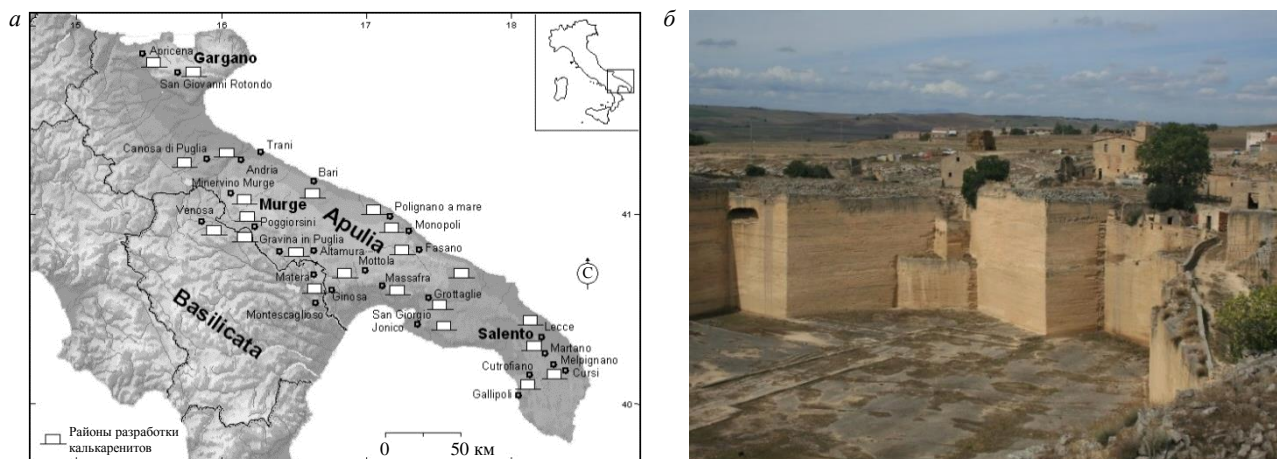 а
б
15
16
17
18
Apricena
Gargano
San Giovanni Rotondo
Trani
Canosa di Puglia
Andria
Bari
Minervino Murge
Murge
Polignano a mare
41
Venosa
Poggiorsini
Apulia
Monopoli
Gravina in Puglia
Altamura
Fasano
Mottola
Matera
Massafra
С
Basilicata
Ginosa
Grottaglie
Montescaglioso
San Giorgio
Jonico
Salento
Lecce
Martano
Cutrofiano
Melpignano
Cursi
Gallipoli
40
Районы разработки
калькаренитов
0 50 км